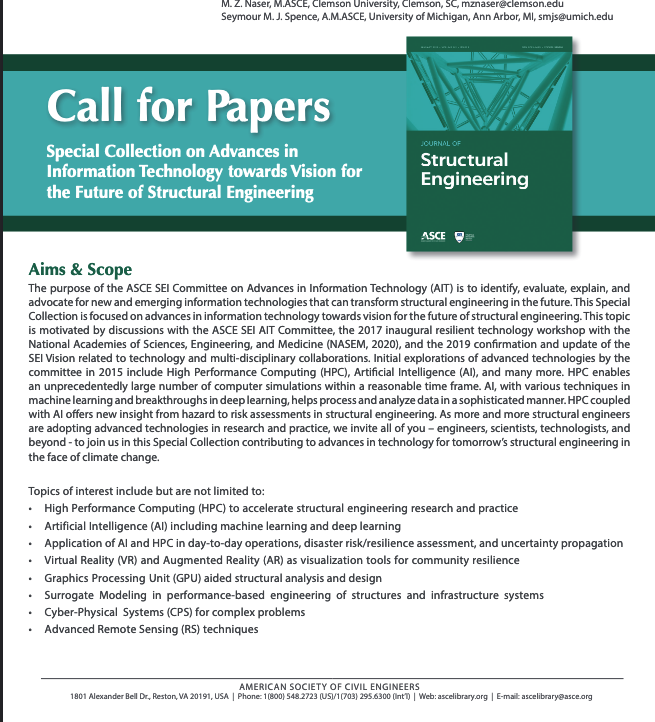 M. Z. Naser, M.ASCE, Clemson University, Clemson, SC, mznaser@clemson.edu
Seymour M. J. Spence, A.M.ASCE, University of Michigan, Ann Arbor, MI, smjs@umich.edu
Call for Papers
Special Collection on Advances in
Information Technology towards Vision for
the Future of Structural Engineering
JOURNAL OF
Structural
Engineering
ASCE
Aims & Scope
The purpose of the ASCE SEI Committee on Advances in Information Technology (AIT) is to identify, evaluate, explain, and
advocate for new and emerging information technologies that can transform structural engineering in the future. This Special
Collection is focused on advances in information technology towards vision for the future of structural engineering. This topic
is motivated by discussions with the ASCE SEI AIT Committee, the 2017 inaugural resilient technology workshop with the
National Academies of Sciences, Engineering, and Medicine (NASEM, 2020), and the 2019 confirmation and update of the
SEI Vision related to technology and multi-disciplinary collaborations. Initial explorations of advanced technologies by the
committee in 2015 include High Performance Computing (HPC), Artificial Intelligence (AI), and many more. HPC enables
an unprecedentedly large number of computer simulations within a reasonable time frame. AI, with various techniques in
machine learning and breakthroughs in deep learning, helps process and analyze data in a sophisticated manner. HPC coupled
with AI offers new insight from hazard to risk assessments in structural engineering. As more and more structural engineers
are adopting advanced technologies in research and practice, we invite all of you – engineers, scientists, technologists, and
beyond - to join us in this Special Collection contributing to advances in technology for tomorrow's structural engineering in
the face of climate change.
Topics of interest include but are not limited to:
• High Performance Computing (HPC) to accelerate structural engineering research and practice
• Artificial Intelligence (AI) including machine learning and deep learning
• Application of AI and HPC in day-to-day operations, disaster risk/resilience assessment, and uncertainty propagation
• Virtual Reality (VR) and Augmented Reality (AR) as visualization tools for community resilience
• Graphics Processing Unit (GPU) aided structural analysis and design
• Surrogate Modeling in performance-based engineering of structures and infrastructure systems
• Cyber-Physical Systems (CPS) for complex problems
• Advanced Remote Sensing (RS) techniques
AMERICAN SOCIETY OF CIVIL ENGINEERS
1801 Alexander Bell Dr., Reston, VA 20191, USA | Phone: 1(800) 548.2723 (US)/1(703) 295.6300 (Int'l) | Web: ascelibrary.org | E-mail: ascelibrary@asce.org